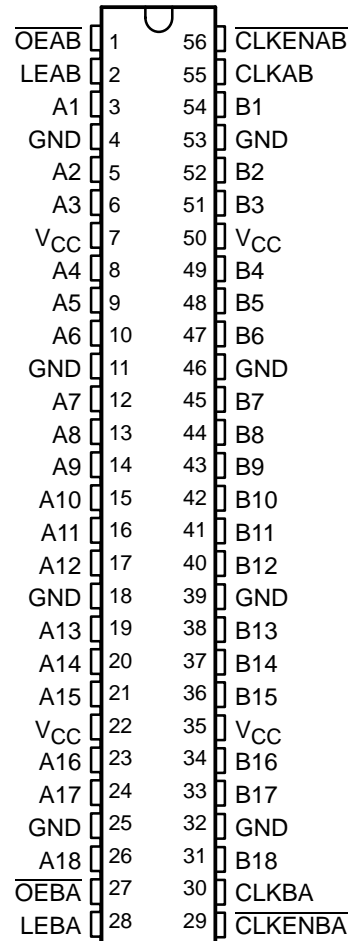 O̅E̅A̅B̅ 1 56 C̅L̅K̅E̅N̅A̅B̅
LEAB 2 55 CLKAB
A1 3 54 B1
GND 4 53 GND
A2 5 52 B2
A3 6 51 B3
VCC 7 50 VCC
A4 8 49 B4
A5 9 48 B5
A6 10 47 B6
GND 11 46 GND
A7 12 45 B7
A8 13 44 B8
A9 14 43 B9
A10 15 42 B10
A11 16 41 B11
A12 17 40 B12
GND 18 39 GND
A13 19 38 B13
A14 20 37 B14
A15 21 36 B15
VCC 22 35 VCC
A16 23 34 B16
A17 24 33 B17
GND 25 32 GND
A18 26 31 B18
O̅E̅B̅A̅ 27 30 CLKBA
LEBA 28 29 C̅L̅K̅E̅N̅B̅A̅